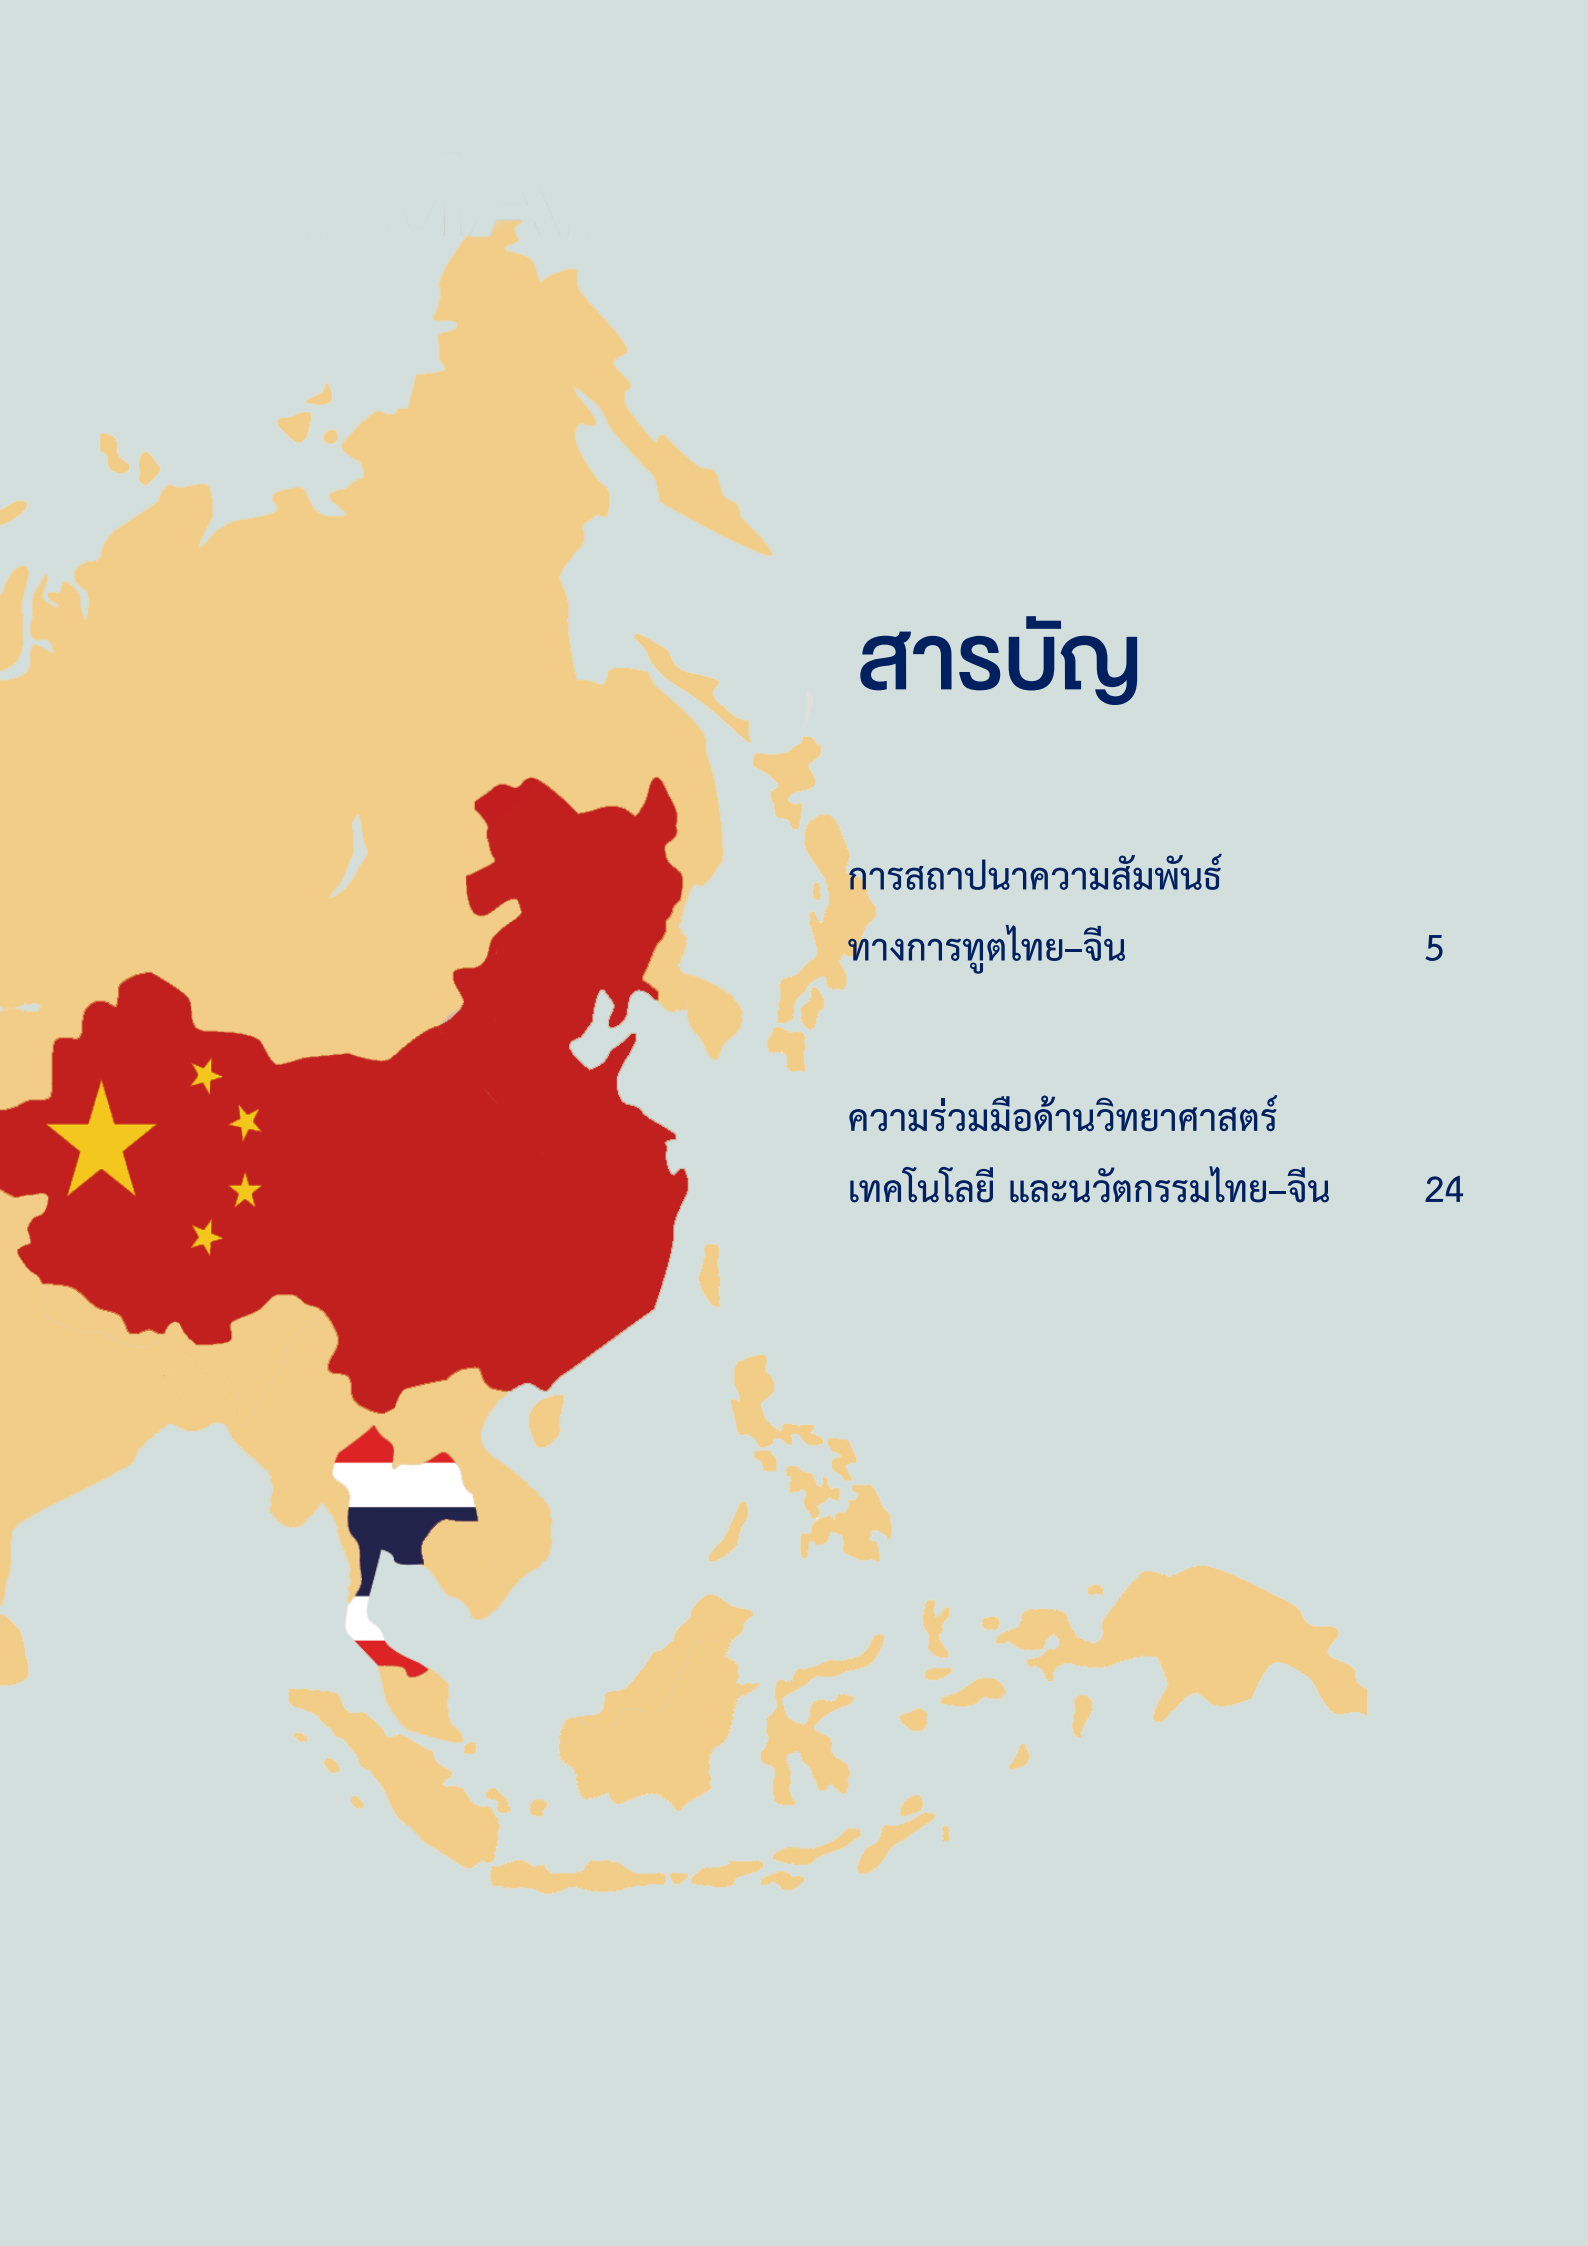 สารบัญ
การสถาปนาความสัมพันธ์
ทางการทูตไทย–จีน 5
ความร่วมมือด้านวิทยาศาสตร์
เทคโนโลยี และนวัตกรรมไทย–จีน 24